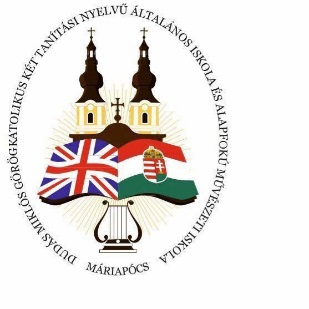 DUDÁS MIKLÓS GÖRÖGKATOLIKUS KÉT TANÍTÁSI NYELVŰ ÁLTALÁNOS ISKOLA ÉS ALAPFOKÚ MŰVÉSZETI ISKOLA
MÁRIAPÓCS